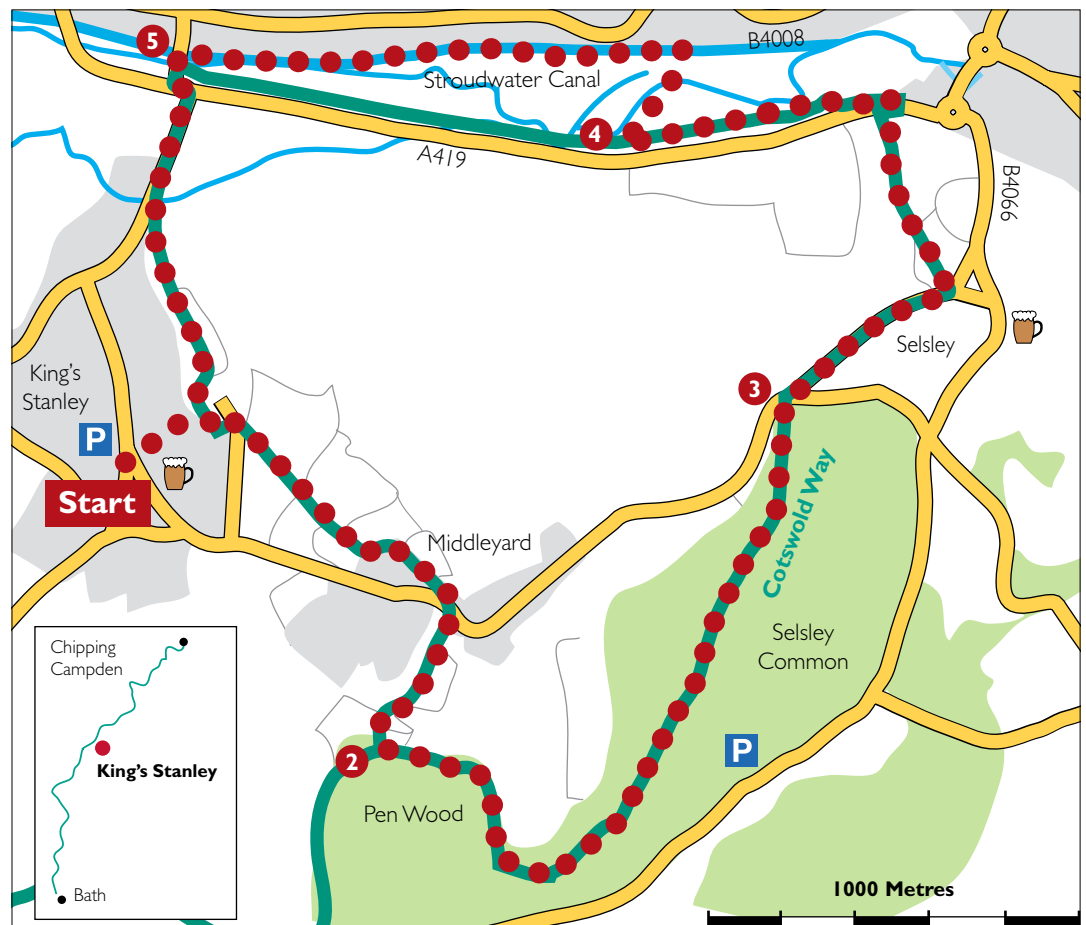 5
B4008
Stroudwater Canal
4
A419
B4066
King's
Stanley
P
Start
3
Selsley
Cotswold Way
Middleyard
Selsley
Common
P
2
Pen Wood
Chipping
Campden
King's Stanley
Bath
1000 Metres